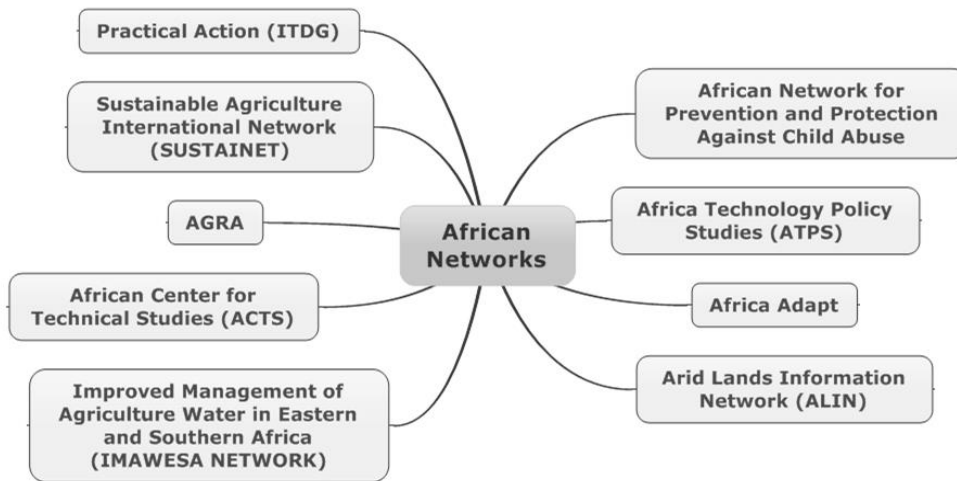 Practical Action (ITDG)
Sustainable Agriculture
International Network
(SUSTAINET)
AGRA
African Center for
Technical Studies (ACTS)
Improved Management of
Agriculture Water in Eastern
and Southern Africa
(IMAWESA NETWORK)
African
Networks
African Network for
Prevention and Protection
Against Child Abuse
Africa Technology Policy
Studies (ATPS)
Africa Adapt
Arid Lands Information
Network (ALIN)